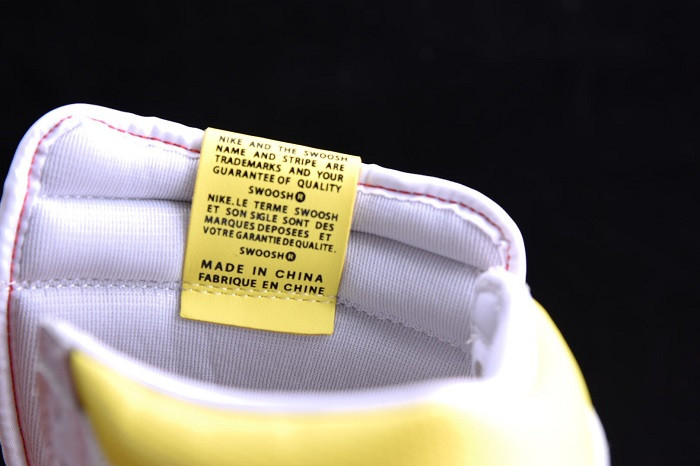 NIKE AND THE SWOOSH
NAME AND STRIPE ARE
TRADEMARKS AND YOUR
GUARANTEE OF QUALITY
SWOOSH®
NIKE.LE TERME SWOOSH
ET SON SIGLE SONT DES
MARQUES DEPOSEES ET
VOTRE GARANTIE DE QUALITE.
SWOOSH®
MADE IN CHINA
FABRIQUE EN CHINE